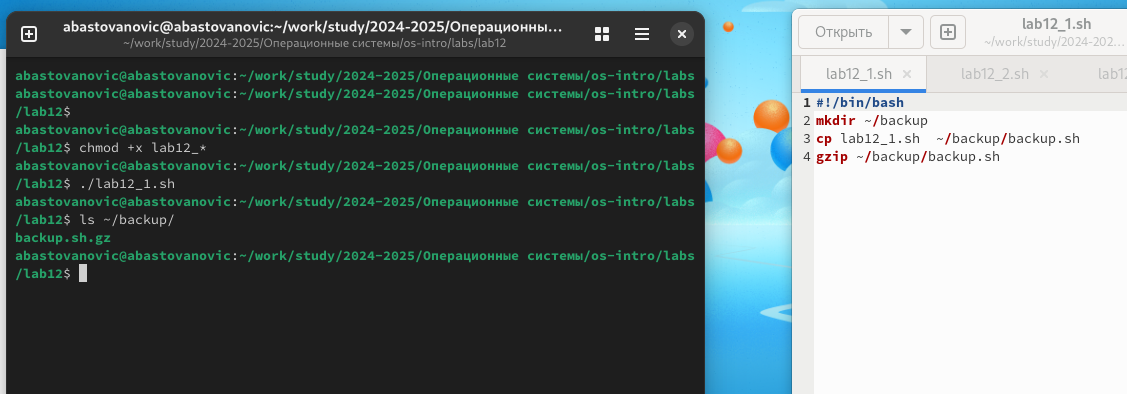 abastovanovic@abastovanovic:~/work/study/2024-2025/Операционны...
~/work/study/2024-2025/Операционные системы/os-intro/labs/lab12
abastovanovic@abastovanovic:~/work/study/2024-2025/Операционные системы/os-intro/labs
abastovanovic@abastovanovic:~/work/study/2024-2025/Операционные системы/os-intro/labs
/lab12$
abastovanovic@abastovanovic:~/work/study/2024-2025/Операционные системы/os-intro/labs
/lab12$ chmod +x lab12_*
abastovanovic@abastovanovic:~/work/study/2024-2025/Операционные системы/os-intro/labs
/lab12$ ./lab12_1.sh
abastovanovic@abastovanovic:~/work/study/2024-2025/Операционные системы/os-intro/labs
/lab12$ ls ~/backup/
backup.sh.gz
abastovanovic@abastovanovic:~/work/study/2024-2025/Операционные системы/os-intro/labs
/lab12$
Открыть
lab12_1.sh
~/work/study/2024-202...
lab12_1.sh
lab12_2.sh
lab12
1 #!/bin/bash
2 mkdir ~/backup
3 cp lab12_1.sh  ~/backup/backup.sh
4 gzip ~/backup/backup.sh